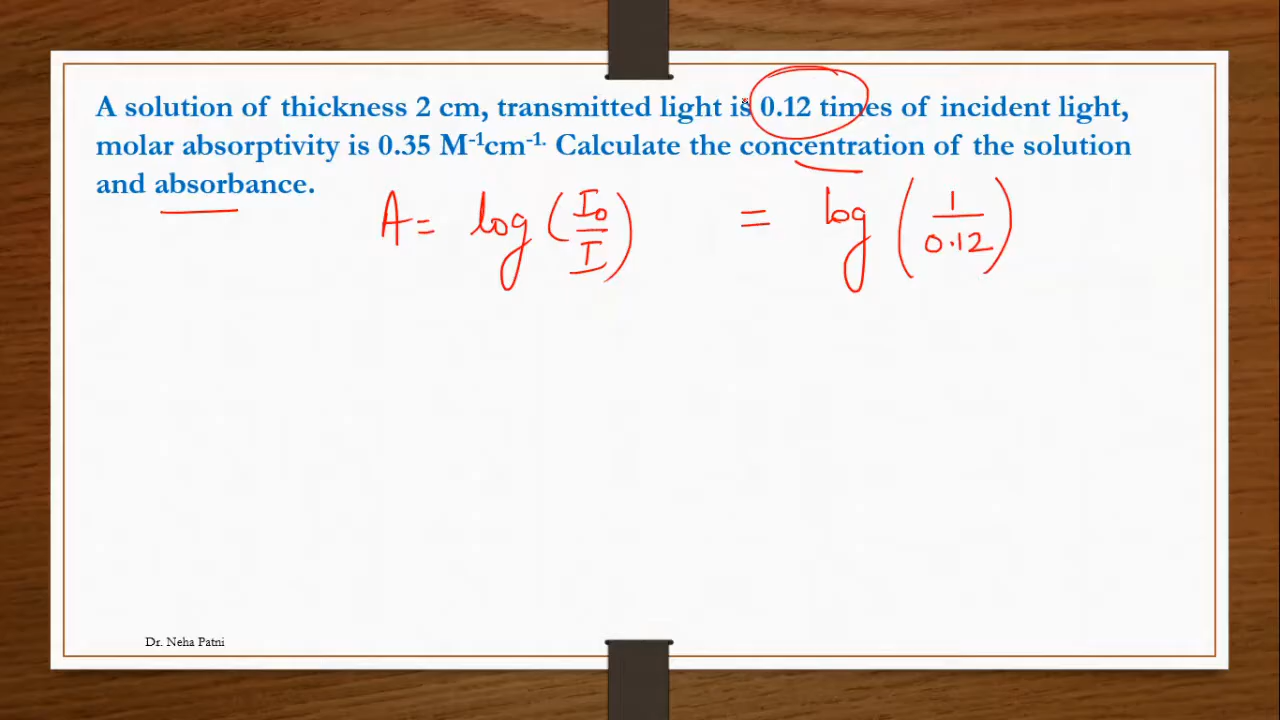 A solution of thickness 2 cm, transmitted light is 0.12 times of incident light,
molar absorptivity is 0.35 M⁻¹cm⁻¹. Calculate the concentration of the solution
and absorbance.
A = log (I₀/I) = log (1/0.12)
Dr. Neha Patni